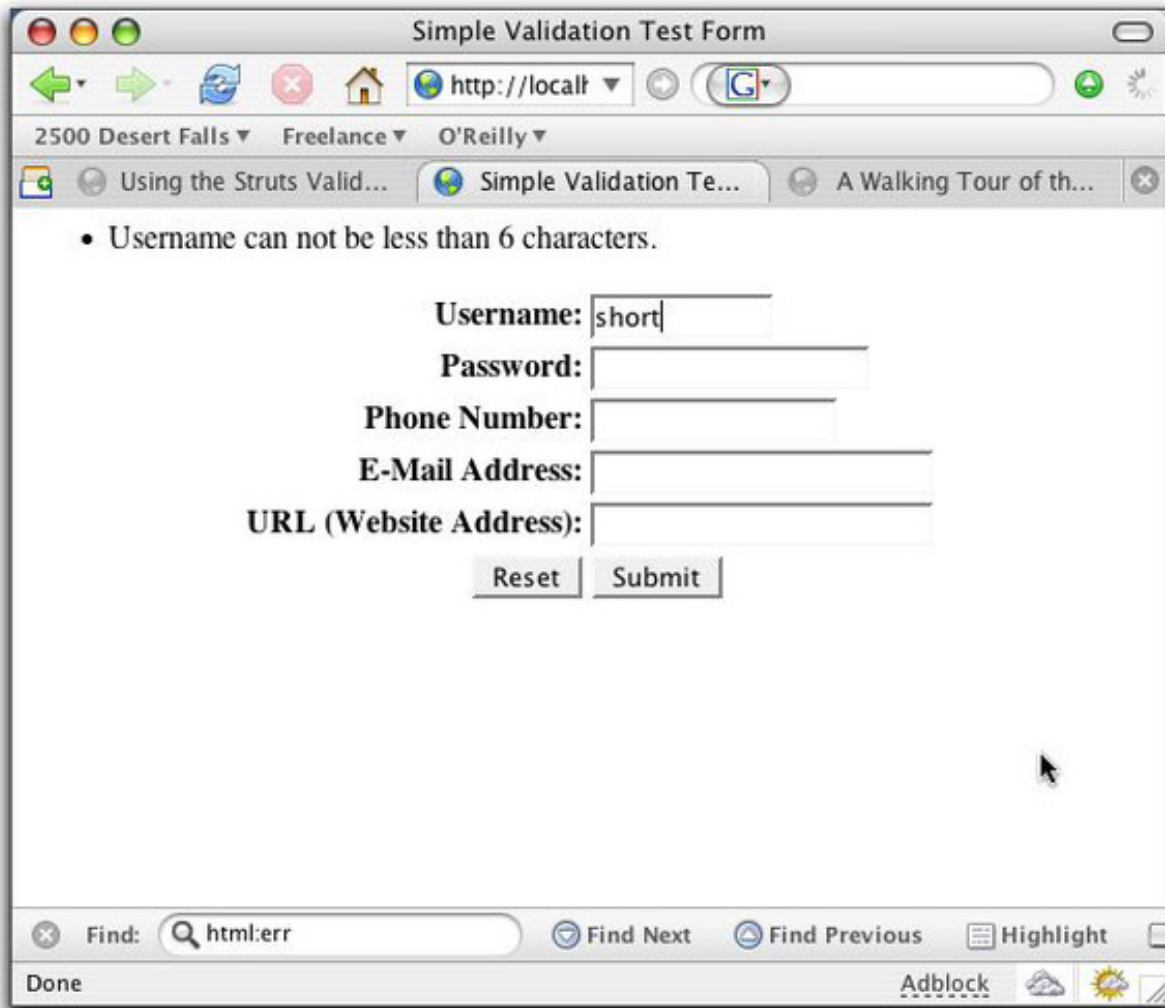 Simple Validation Test Form
http://localh
G
2500 Desert Falls Freelance O'Reilly
Using the Struts Valid... Simple Validation Te... A Walking Tour of th...
• Username can not be less than 6 characters.
Username: short
Password:
Phone Number:
E-Mail Address:
URL (Website Address):
Reset Submit
Find: html:err Find Next Find Previous Highlight
Done Adblock